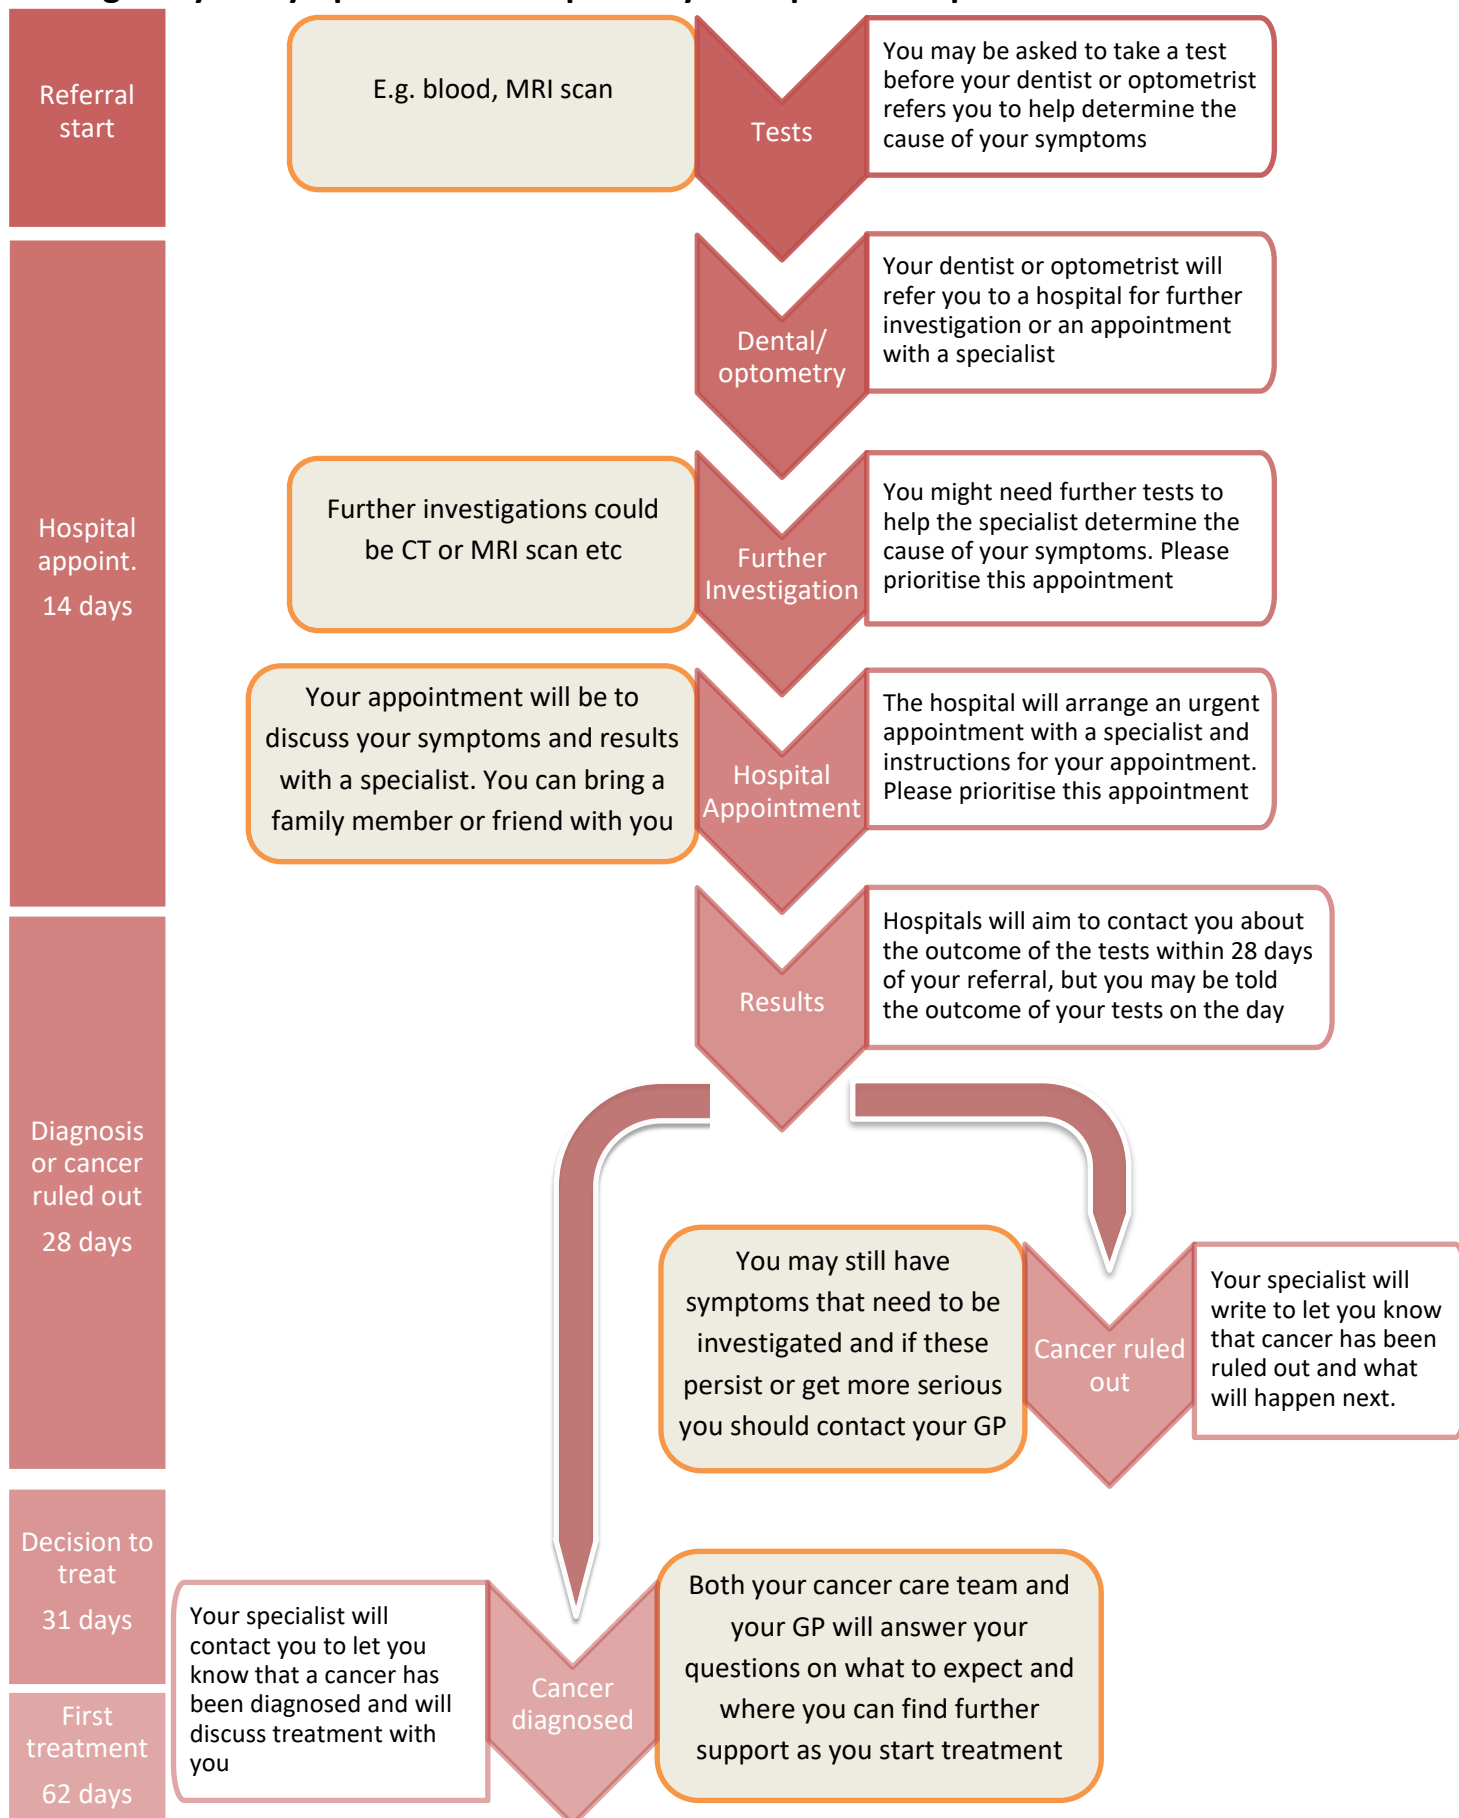 Referral
start
E.g. blood, MRI scan
Tests
You may be asked to take a test
before your dentist or optometrist
refers you to help determine the
cause of your symptoms
Hospital
appoint.
14 days
Dental/
optometry
Your dentist or optometrist will
refer you to a hospital for further
investigation or an appointment
with a specialist
Further investigations could
be CT or MRI scan etc
Further
Investigation
You might need further tests to
help the specialist determine the
cause of your symptoms. Please
prioritise this appointment
Your appointment will be to
discuss your symptoms and results
with a specialist. You can bring a
family member or friend with you
Hospital
Appointment
The hospital will arrange an urgent
appointment with a specialist and
instructions for your appointment.
Please prioritise this appointment
Diagnosis
or cancer
ruled out
28 days
Results
Hospitals will aim to contact you about
the outcome of the tests within 28 days
of your referral, but you may be told
the outcome of your tests on the day
You may still have
symptoms that need to be
investigated and if these
persist or get more serious
you should contact your GP
Cancer ruled
out
Your specialist will
write to let you know
that cancer has been
ruled out and what
will happen next.
Decision to
treat
31 days
First
treatment
62 days
Your specialist will
contact you to let you
know that a cancer has
been diagnosed and will
discuss treatment with
you
Cancer
diagnosed
Both your cancer care team and
your GP will answer your
questions on what to expect and
where you can find further
support as you start treatment